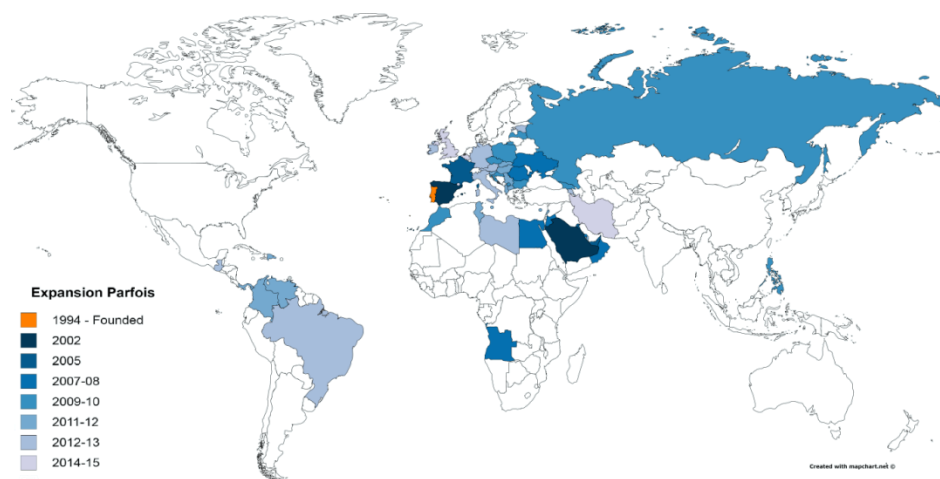 Expansion Parfois
1994 - Founded
2002
2005
2007-08
2009-10
2011-12
2012-13
2014-15
Created with mapchart.net ©